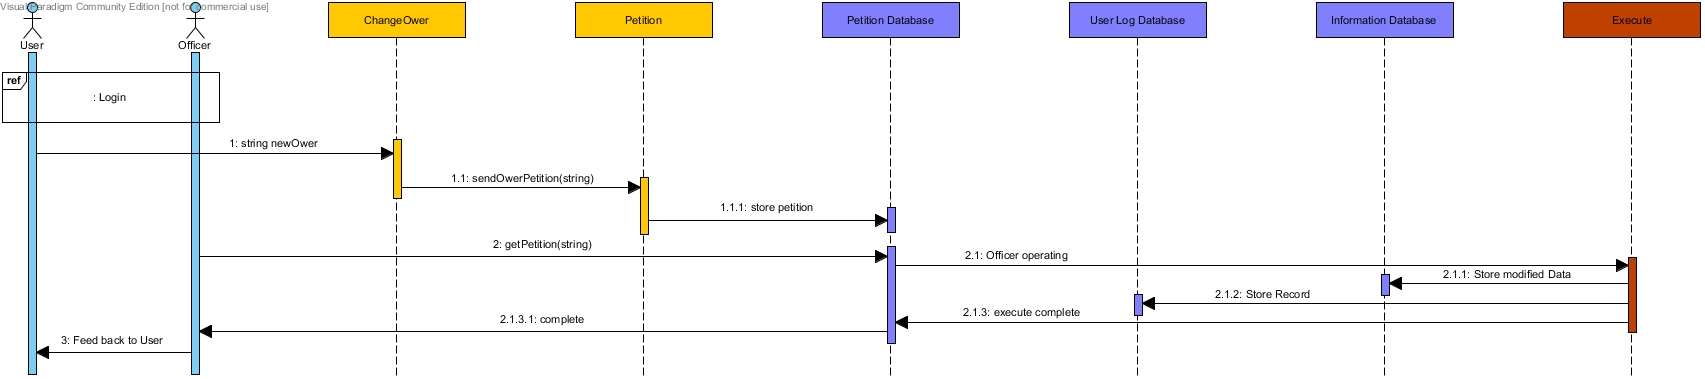 Visual Paradigm Community Edition [not for commercial use]
User
Officer
ChangeOwer
Petition
Petition Database
User Log Database
Information Database
Execute
ref
: Login
1: string newOwer
1.1: sendOwerPetition(string)
1.1.1: store petition
2: getPetition(string)
2.1: Officer operating
2.1.1: Store modified Data
2.1.2: Store Record
2.1.3: execute complete
2.1.3.1: complete
3: Feed back to User